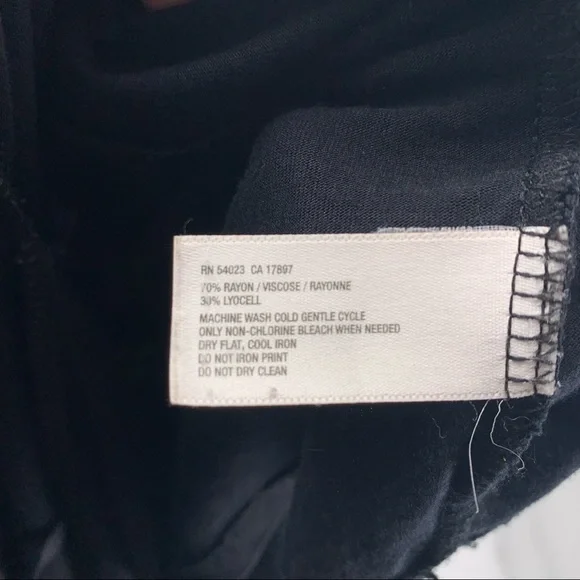 RN 54023 CA 17897
70% RAYON / VISCOSE / RAYONNE
30% LYOCELL
MACHINE WASH COLD GENTLE CYCLE
ONLY NON-CHLORINE BLEACH WHEN NEEDED
DRY FLAT, COOL IRON
DO NOT IRON PRINT
DO NOT DRY CLEAN